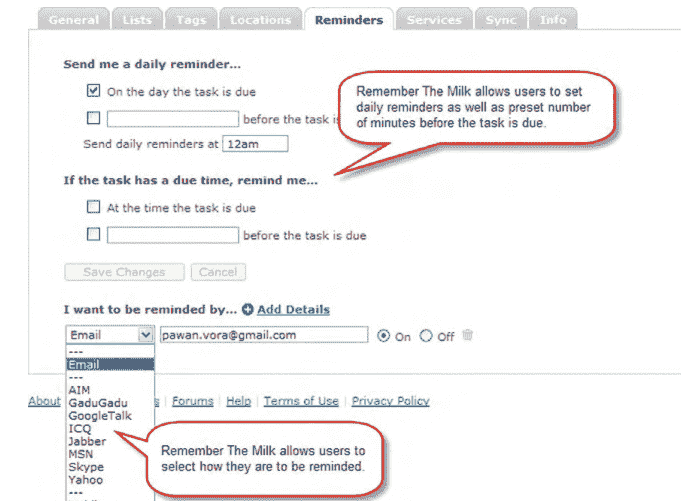 General Lists Tags Locations Reminders Services Sync Info
Send me a daily reminder...
On the day the task is due
before the task is
Send daily reminders at 12am
Remember The Milk allows users to set
daily reminders as well as preset number
of minutes before the task is due.
If the task has a due time, remind me...
At the time the task is due
before the task is due
Save Changes Cancel
I want to be reminded by... Add Details
Email pawan.vora@gmail.com On Off
---
Email
---
AIM
GaduGadu
GoogleTalk
ICQ
Jabber
MSN
Skype
Yahoo
---
About Forums Help Terms of Use Privacy Policy
Remember The Milk allows users to
select how they are to be reminded.